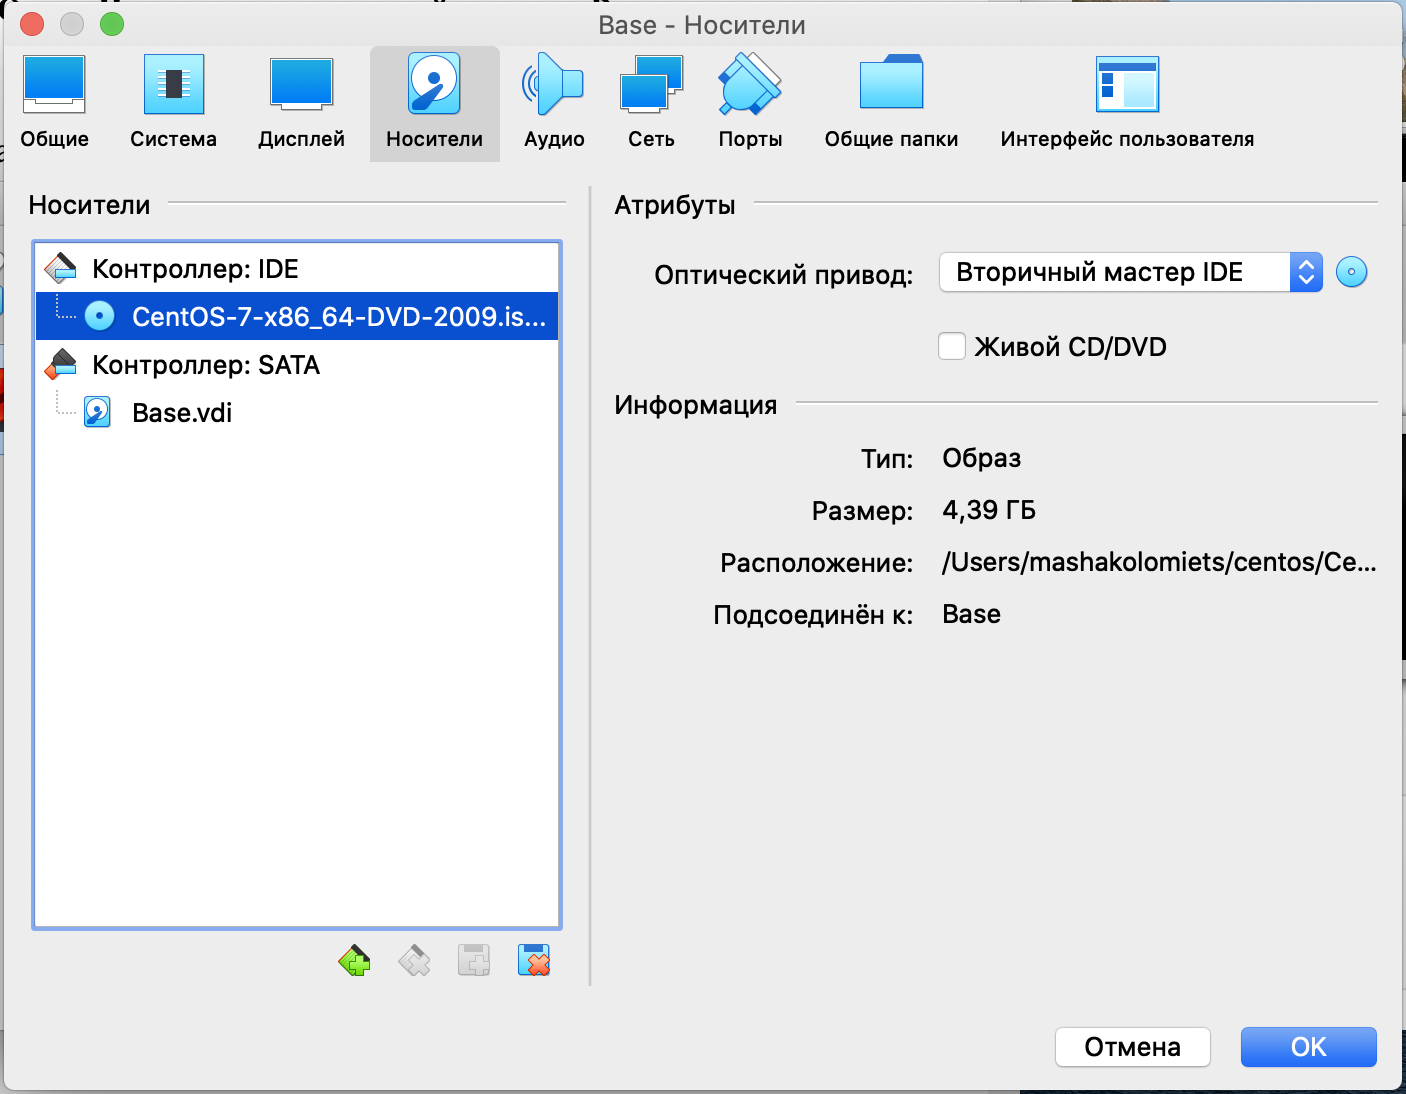 Base - Носители
Общие
Система
Дисплей
Носители
Аудио
Сеть
Порты
Общие папки
Интерфейс пользователя
Носители
Контроллер: IDE
CentOS-7-x86_64-DVD-2009.is...
Контроллер: SATA
Base.vdi
Атрибуты
Оптический привод: Вторичный мастер IDE
Живой CD/DVD
Информация
Тип: Образ
Размер: 4,39 ГБ
Расположение: /Users/mashakolomiets/centos/Ce...
Подсоединён к: Base
Отмена
OK